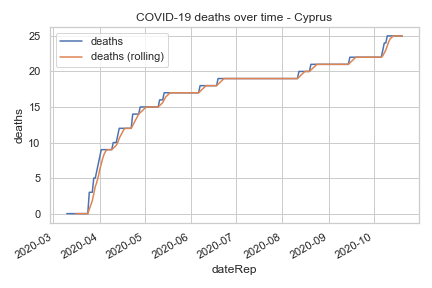 COVID-19 deaths over time - Cyprus
deaths
deaths (rolling)
25
20
15
10
5
0
deaths
2020-03
2020-04
2020-05
2020-06
2020-07
2020-08
2020-09
2020-10
dateRep